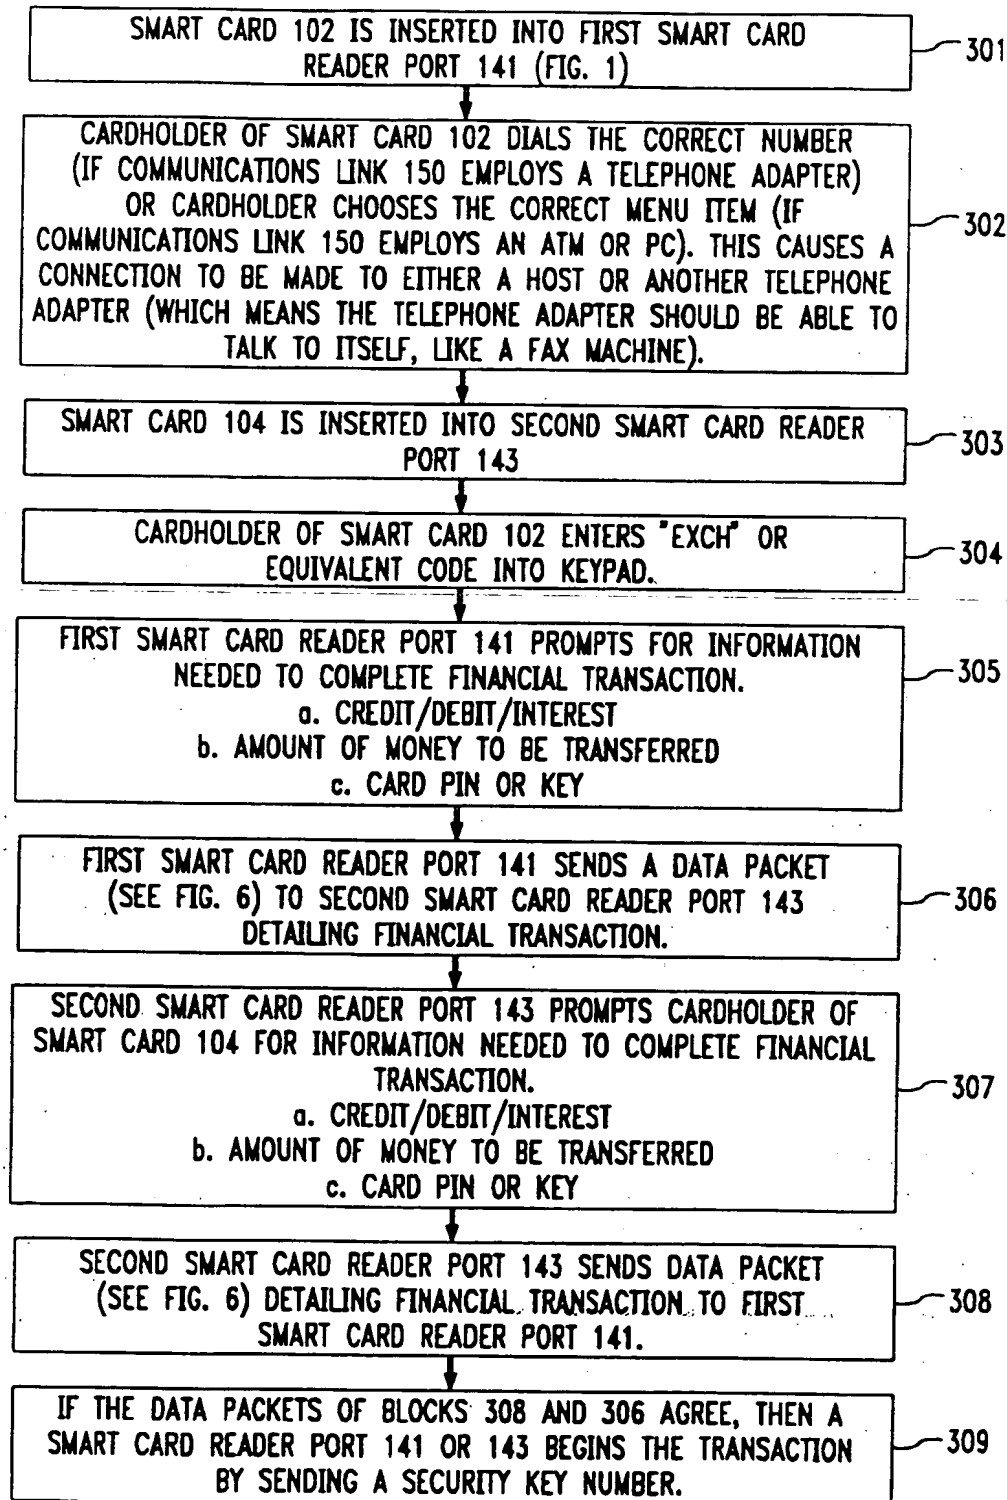 SMART CARD 102 IS INSERTED INTO FIRST SMART CARD
READER PORT 141 (FIG. 1)
301
CARDHOLDER OF SMART CARD 102 DIALS THE CORRECT NUMBER
(IF COMMUNICATIONS LINK 150 EMPLOYS A TELEPHONE ADAPTER)
OR CARDHOLDER CHOOSES THE CORRECT MENU ITEM (IF
COMMUNICATIONS LINK 150 EMPLOYS AN ATM OR PC). THIS CAUSES A
CONNECTION TO BE MADE TO EITHER A HOST OR ANOTHER TELEPHONE
ADAPTER (WHICH MEANS THE TELEPHONE ADAPTER SHOULD BE ABLE TO
TALK TO ITSELF, LIKE A FAX MACHINE).
302
SMART CARD 104 IS INSERTED INTO SECOND SMART CARD READER
PORT 143
303
CARDHOLDER OF SMART CARD 102 ENTERS "EXCH" OR
EQUIVALENT CODE INTO KEYPAD.
304
FIRST SMART CARD READER PORT 141 PROMPTS FOR INFORMATION
NEEDED TO COMPLETE FINANCIAL TRANSACTION.
a. CREDIT/DEBIT/INTEREST
b. AMOUNT OF MONEY TO BE TRANSFERRED
c. CARD PIN OR KEY
305
FIRST SMART CARD READER PORT 141 SENDS A DATA PACKET
(SEE FIG. 6) TO SECOND SMART CARD READER PORT 143
DETAILING FINANCIAL TRANSACTION.
306
SECOND SMART CARD READER PORT 143 PROMPTS CARDHOLDER OF
SMART CARD 104 FOR INFORMATION NEEDED TO COMPLETE FINANCIAL
TRANSACTION.
a. CREDIT/DEBIT/INTEREST
b. AMOUNT OF MONEY TO BE TRANSFERRED
c. CARD PIN OR KEY
307
SECOND SMART CARD READER PORT 143 SENDS DATA PACKET
(SEE FIG. 6) DETAILING FINANCIAL TRANSACTION TO FIRST
SMART CARD READER PORT 141.
308
IF THE DATA PACKETS OF BLOCKS 308 AND 306 AGREE, THEN A
SMART CARD READER PORT 141 OR 143 BEGINS THE TRANSACTION
BY SENDING A SECURITY KEY NUMBER.
309